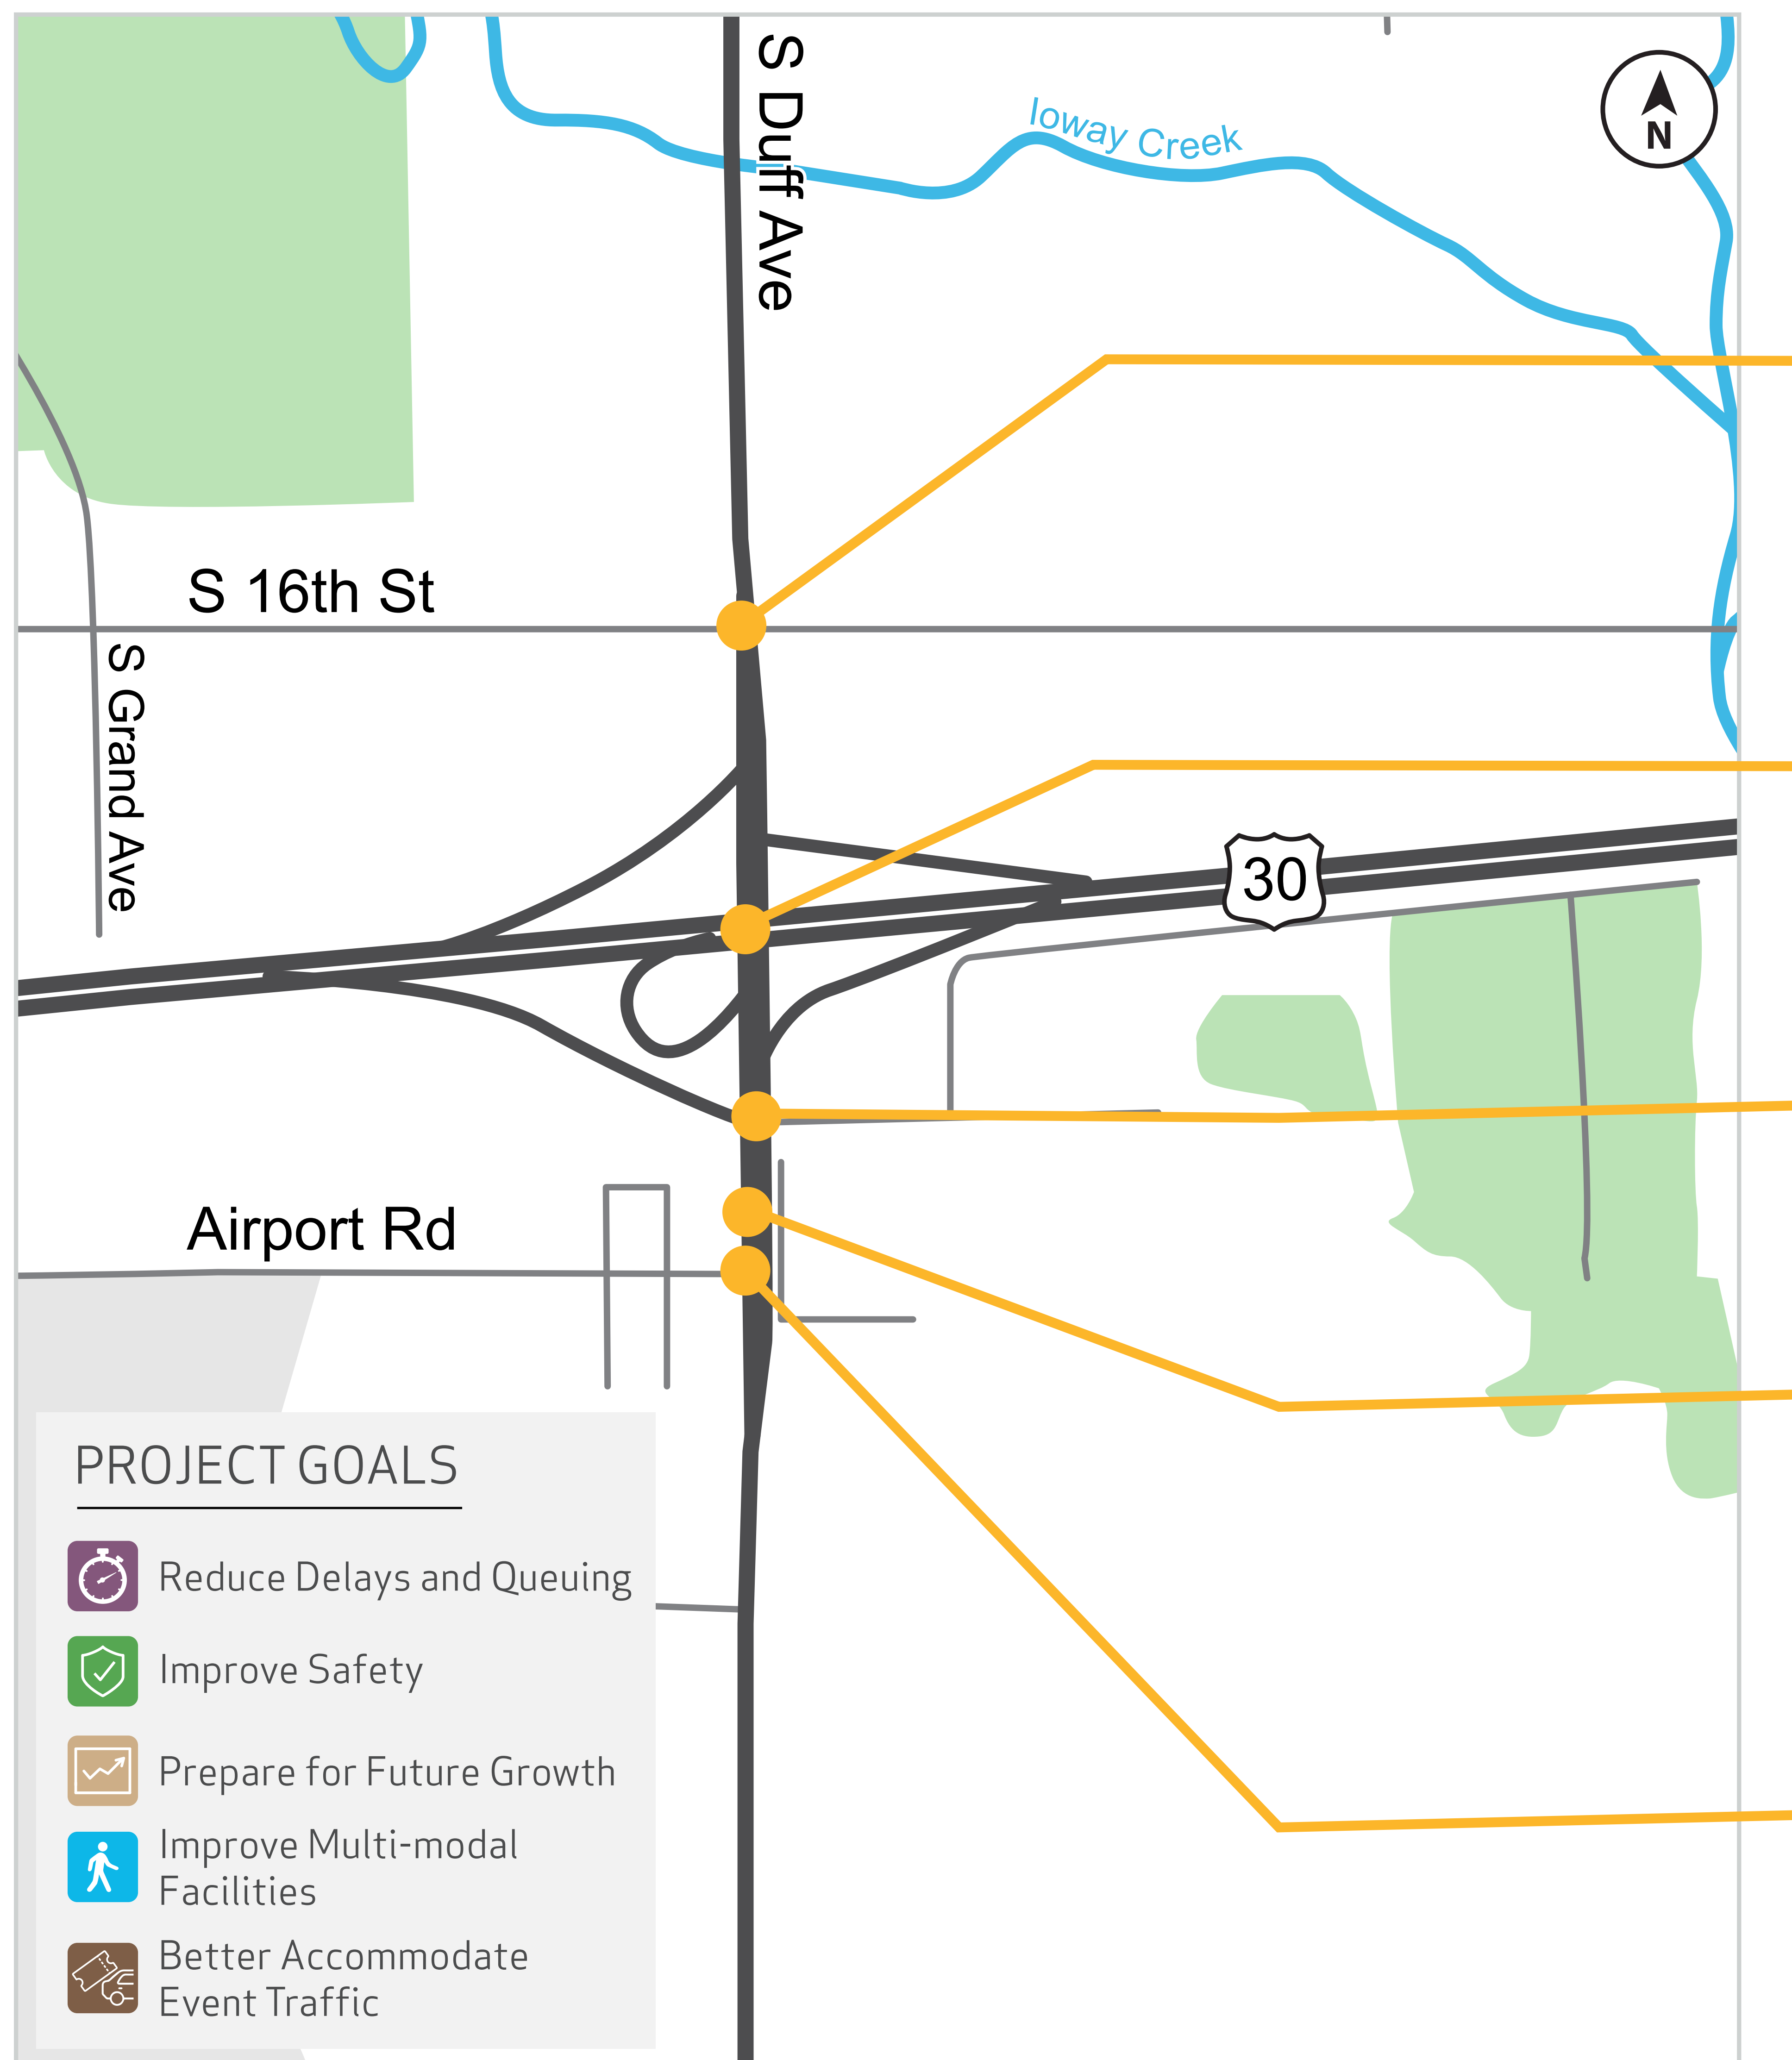 S Duff Ave
Ioway Creek
N
S 16th St
S Grand Ave
30
Airport Rd
PROJECT GOALS
Reduce Delays and Queuing
Improve Safety
Prepare for Future Growth
Improve Multi-modal
Facilities
Better Accommodate
Event Traffic